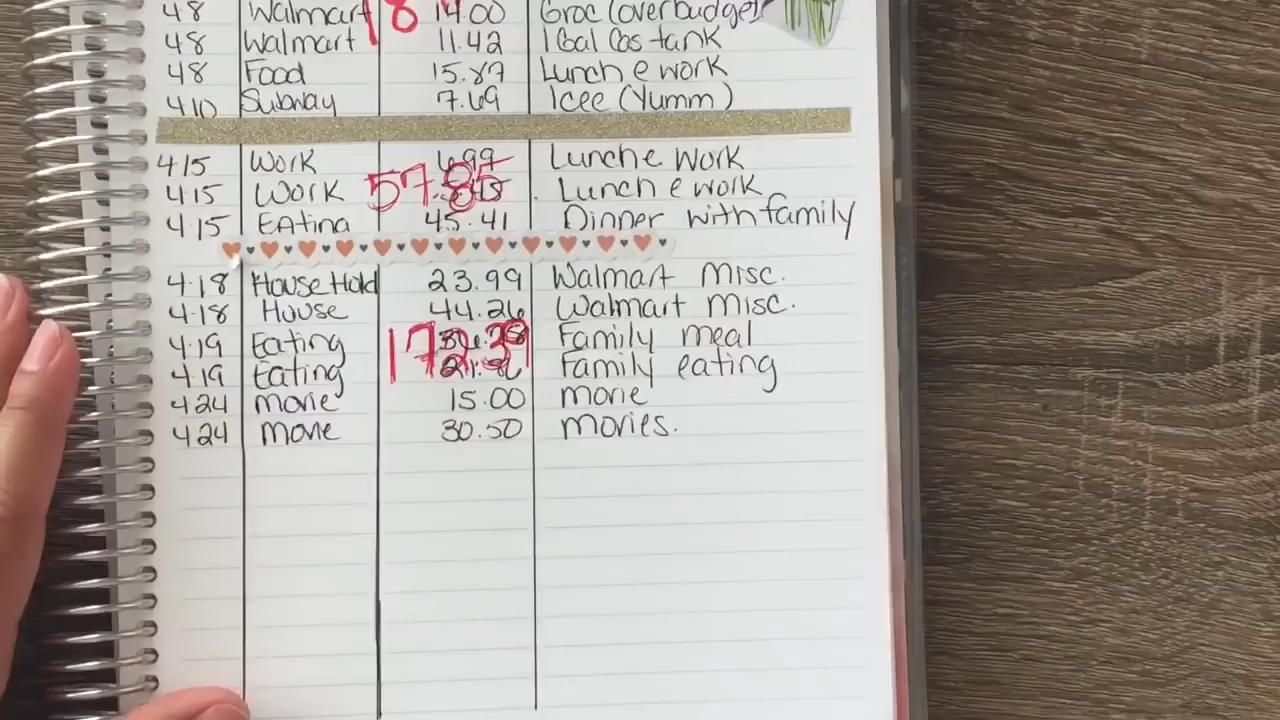 48 Walmart 14.00 Groc (overbudget)
48 Walmart 11.42 1 Gal Gas tank
48 Food 15.87 Lunch @ work
410 Subway 7.69 Icee (Yumm)
415 Work 6.99 Lunch @ work
415 Work Lunch @ work
57.85
415 EAting 45.41 Dinner with family
4.18 House Hold 23.99 Walmart Misc.
4.18 House 44.26 Walmart Misc.
4.19 Eating Family meal
172.39
4.19 Eating Family eating
424 movie 15.00 movie
424 movie 30.50 movies.